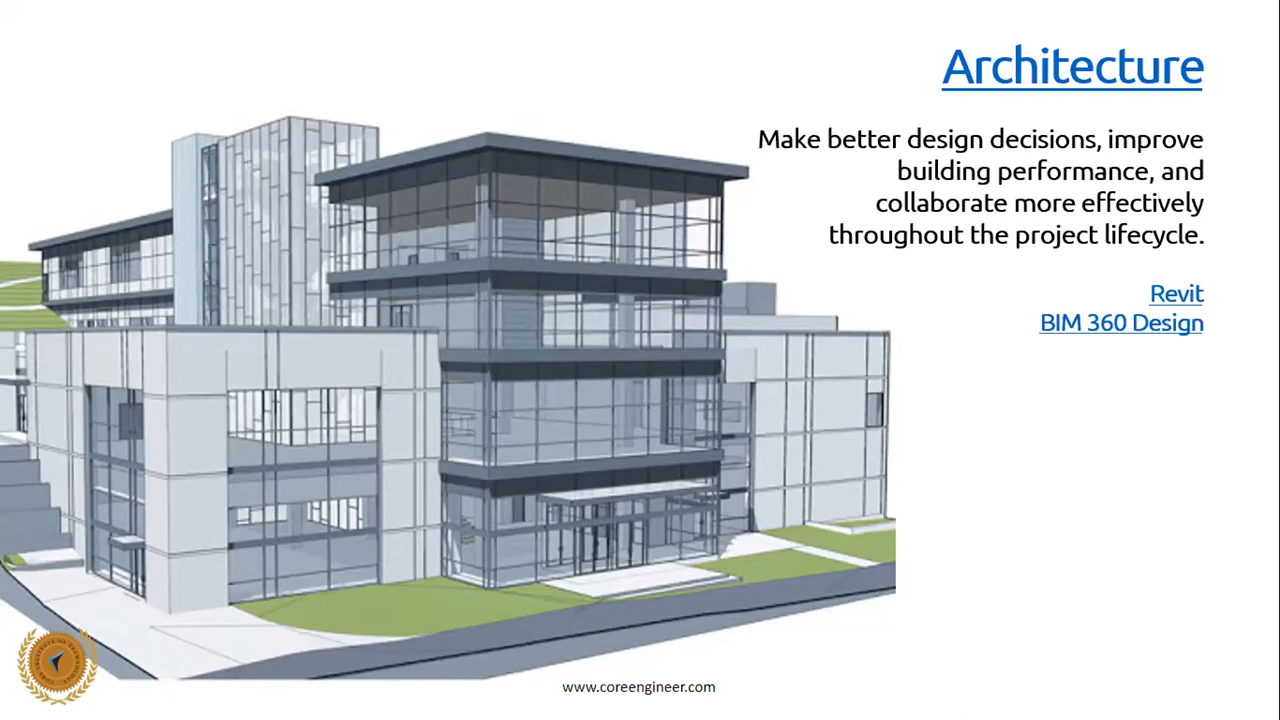 Architecture
Make better design decisions, improve
building performance, and
collaborate more effectively
throughout the project lifecycle.
Revit
BIM 360 Design
www.coreengineer.com